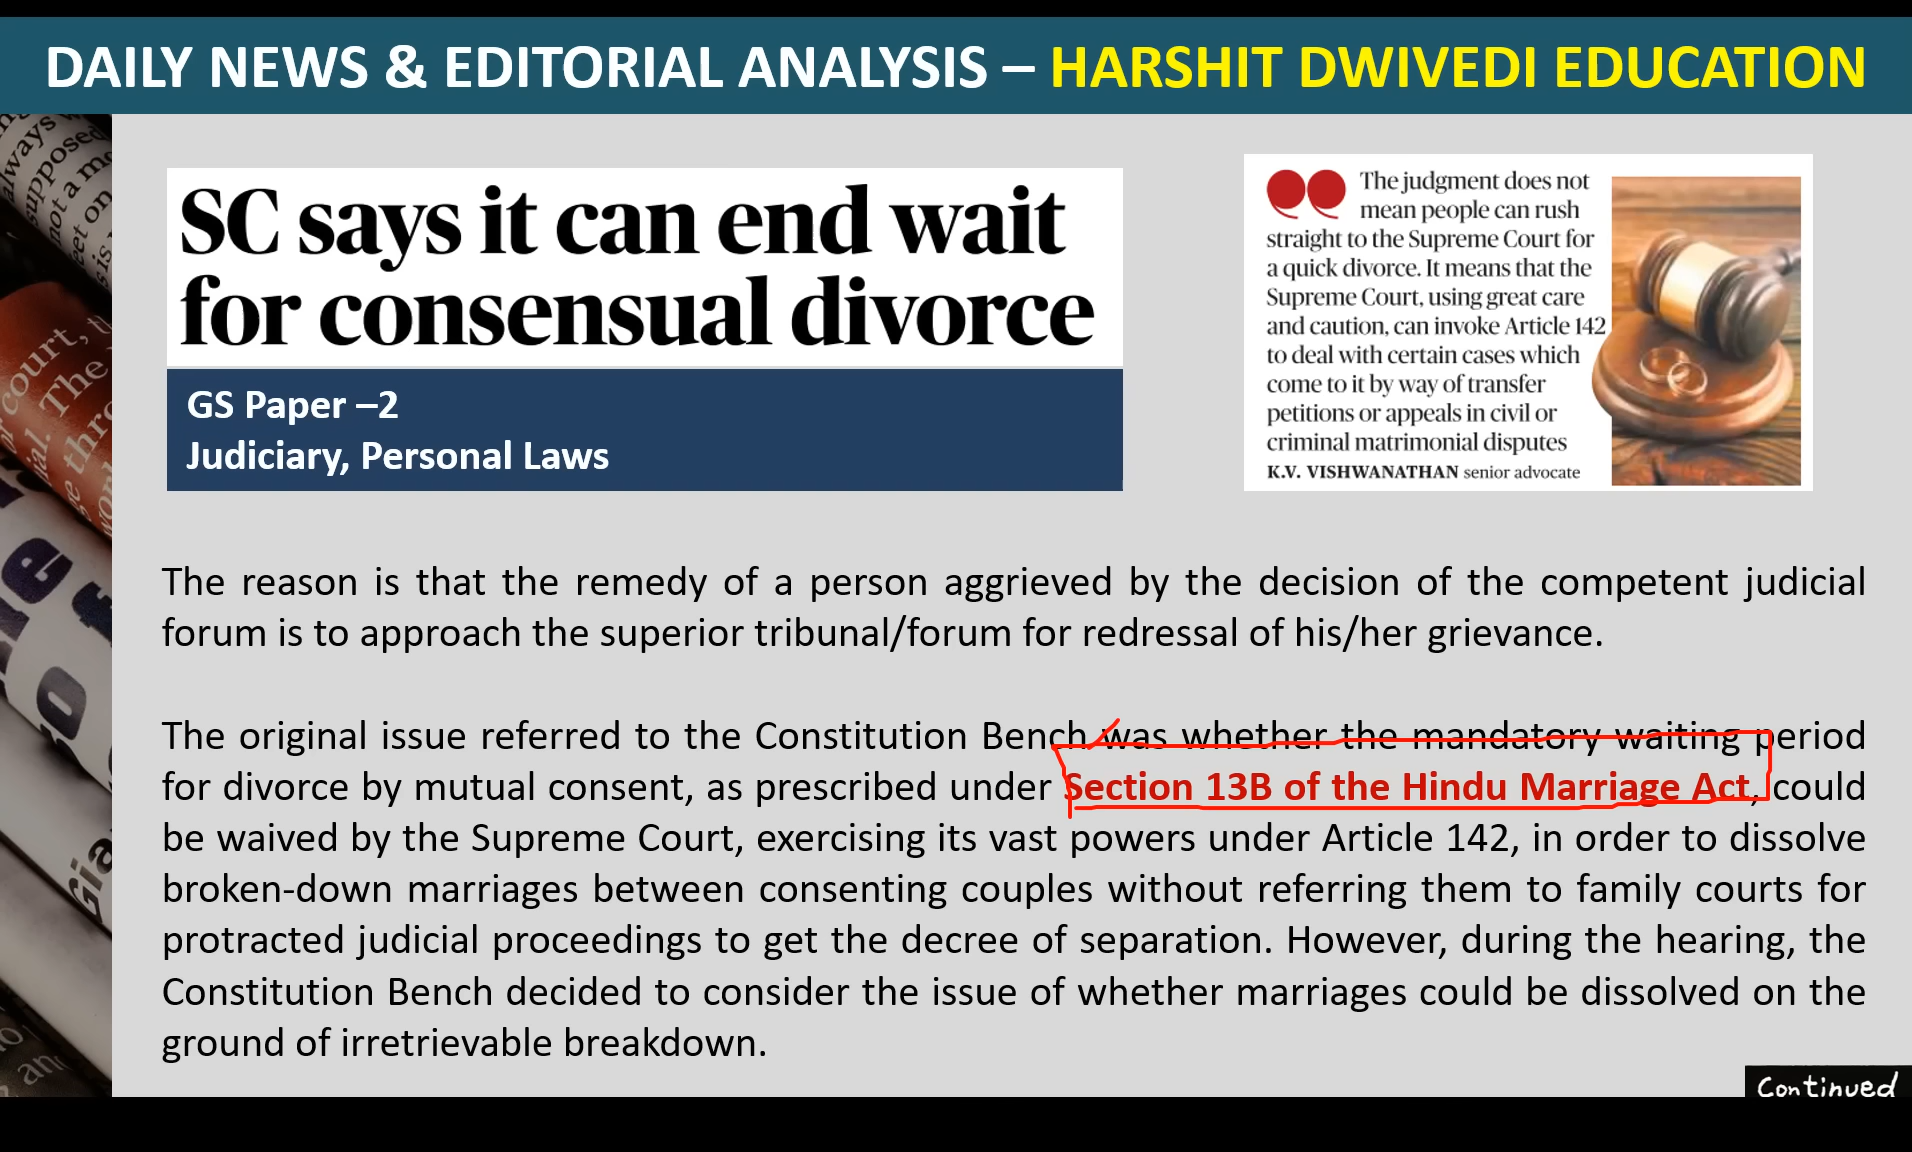 DAILY NEWS & EDITORIAL ANALYSIS – HARSHIT DWIVEDI EDUCATION
SC says it can end wait
for consensual divorce
GS Paper –2
Judiciary, Personal Laws
The judgment does not
mean people can rush
straight to the Supreme Court for
a quick divorce. It means that the
Supreme Court, using great care
and caution, can invoke Article 142
to deal with certain cases which
come to it by way of transfer
petitions or appeals in civil or
criminal matrimonial disputes
K.V. VISHWANATHAN senior advocate
The reason is that the remedy of a person aggrieved by the decision of the competent judicial
forum is to approach the superior tribunal/forum for redressal of his/her grievance.
The original issue referred to the Constitution Bench was whether the mandatory waiting period
for divorce by mutual consent, as prescribed under Section 13B of the Hindu Marriage Act, could
be waived by the Supreme Court, exercising its vast powers under Article 142, in order to dissolve
broken-down marriages between consenting couples without referring them to family courts for
protracted judicial proceedings to get the decree of separation. However, during the hearing, the
Constitution Bench decided to consider the issue of whether marriages could be dissolved on the
ground of irretrievable breakdown.
Continued
always
supposed
not a
court,
The